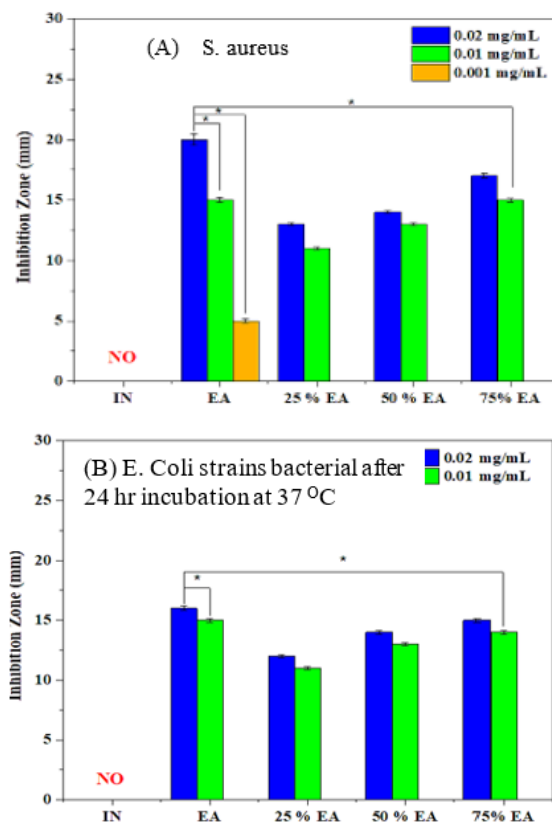 (A) S. aureus
0.02 mg/mL
0.01 mg/mL
0.001 mg/mL
30
25
20
15
10
5
0
Inhibition Zone (mm)
*
*
*
NO
IN EA 25 % EA 50 % EA 75% EA
(B) E. Coli strains bacterial after
24 hr incubation at 37 ᴼC
0.02 mg/mL
0.01 mg/mL
30
25
20
15
10
5
0
Inhibition Zone (mm)
*
*
NO
IN EA 25 % EA 50 % EA 75% EA